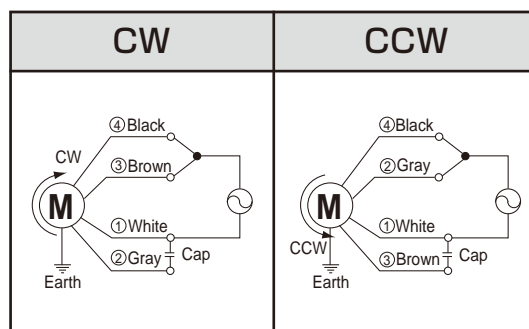 CW
CCW
④Black
CW
③Brown
M
①White
②Gray
Cap
Earth
④Black
②Gray
M
①White
CCW
③Brown
Cap
Earth